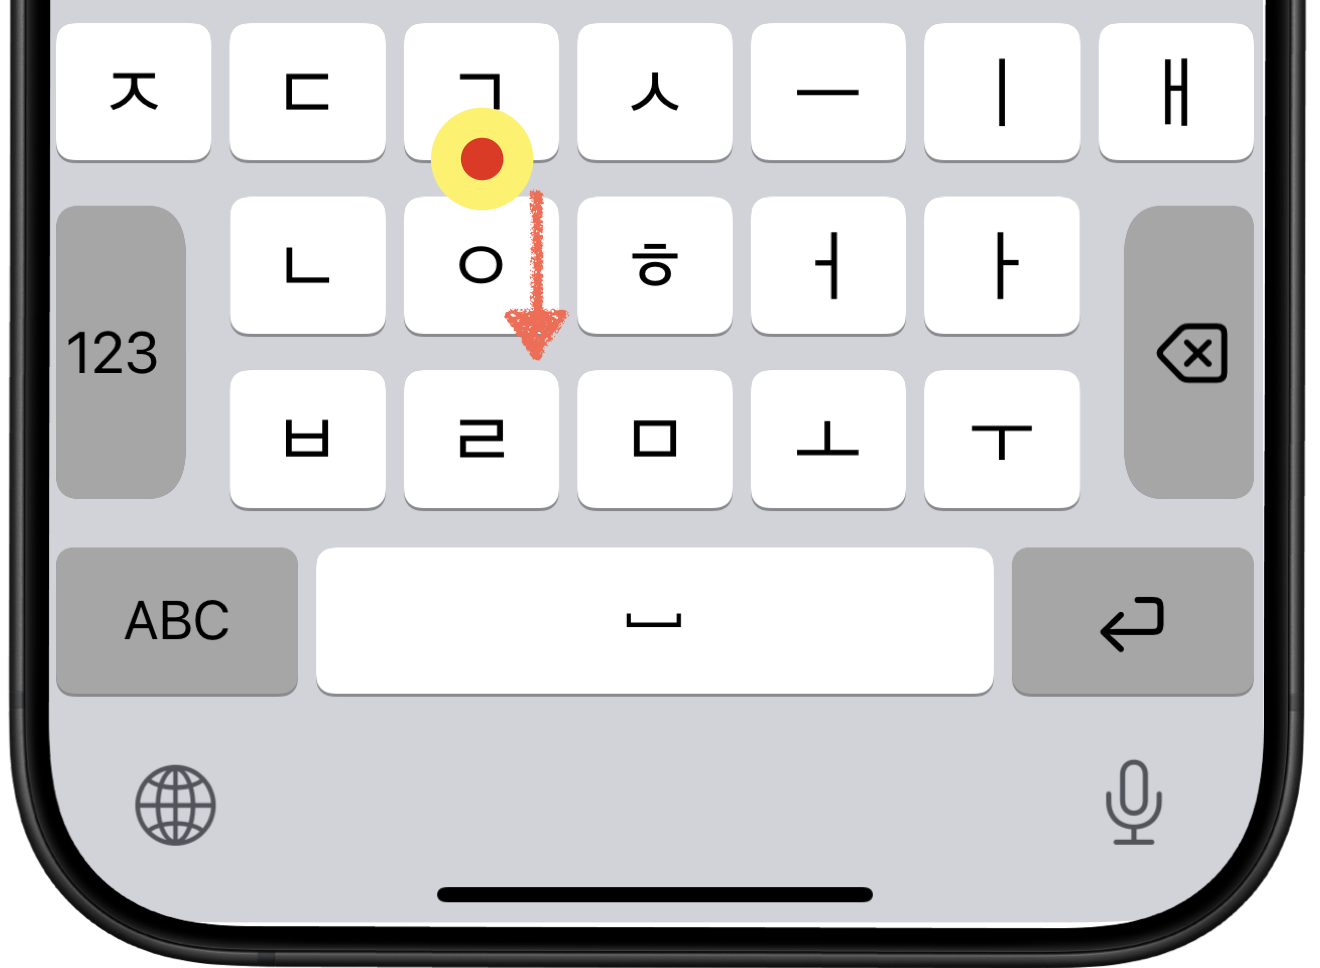 ㅈ ㄷ ㄱ ㅅ ㅡ ㅣ ㅐ
ㄴ ㅇ ㅎ ㅓ ㅏ
123
ㅂ ㄹ ㅁ ㅗ ㅜ
ABC